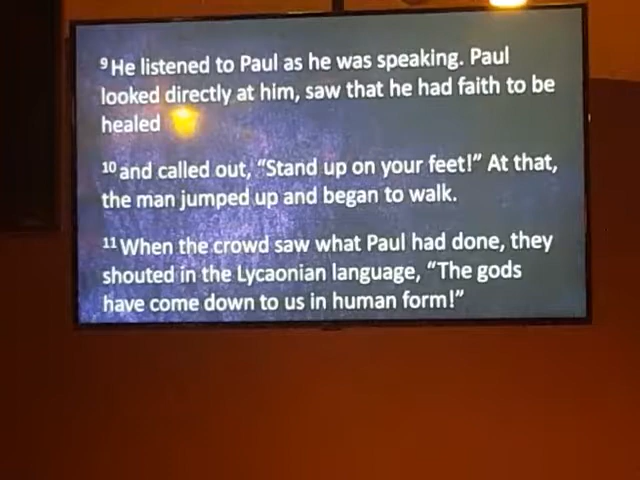 ⁹ He listened to Paul as he was speaking. Paul
looked directly at him, saw that he had faith to be
healed
¹⁰ and called out, “Stand up on your feet!” At that,
the man jumped up and began to walk.
¹¹ When the crowd saw what Paul had done, they
shouted in the Lycaonian language, “The gods
have come down to us in human form!”